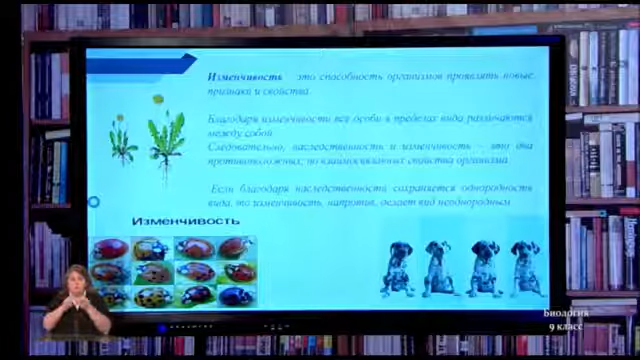 Изменчивость – это способность организмов проявлять новые
признаки и свойства
Благодаря изменчивости все особи в пределах вида различаются
между собой
Следовательно, наследственность и изменчивость – это два
противоположных, но взаимосвязанных свойства организма
Если благодаря наследственности сохраняется однородность
вида, то изменчивость, напротив, делает вид неоднородным
Изменчивость
Биология
9 класс